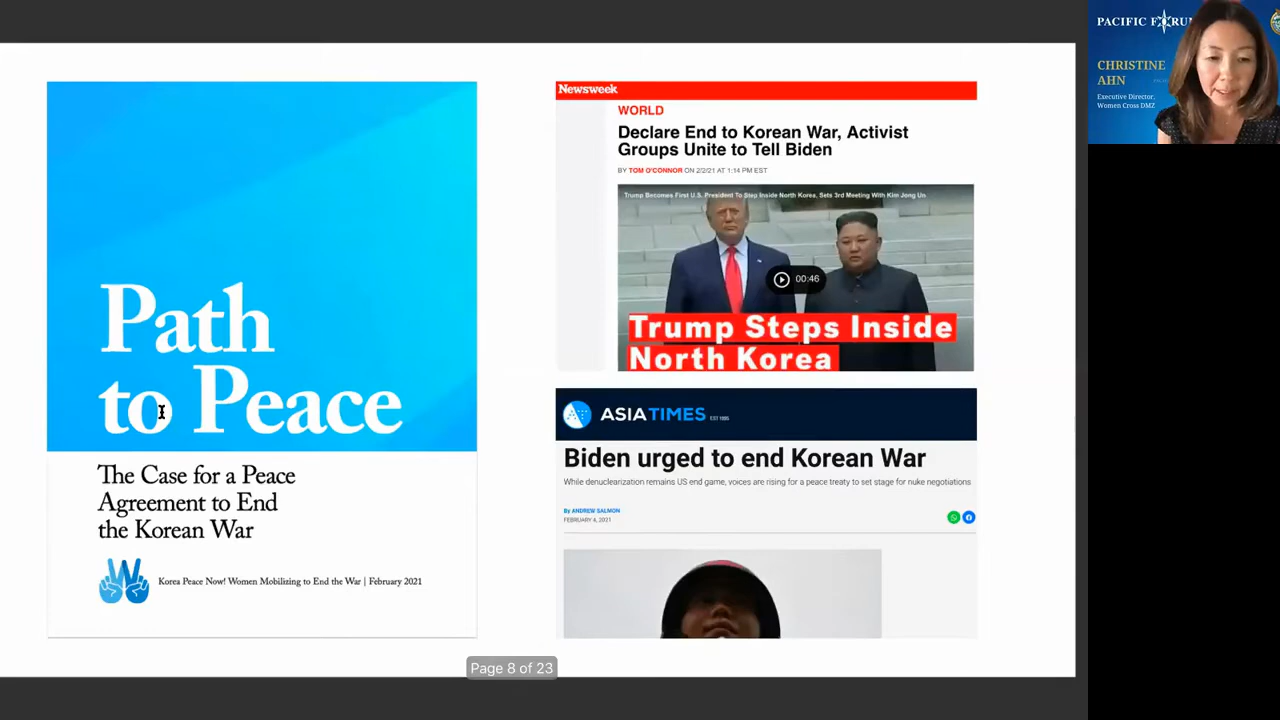 Path
to Peace
The Case for a Peace
Agreement to End
the Korean War
Korea Peace Now! Women Mobilizing to End the War | February 2021
Newsweek
WORLD
Declare End to Korean War, Activist
Groups Unite to Tell Biden
BY TOM O'CONNOR ON 2/2/21 AT 1:14 PM EST
Trump Becomes First U.S. President To Step Inside North Korea, Sets 3rd Meeting With Kim Jong Un
00:46
Trump Steps Inside
North Korea
ASIA TIMES EST 1995
Biden urged to end Korean War
While denuclearization remains US end game, voices are rising for a peace treaty to set stage for nuke negotiations
By ANDREW SALMON
FEBRUARY 4, 2021
Page 8 of 23
PACIFIC FORU
CHRISTINE
AHN
Executive Director,
Women Cross DMZ